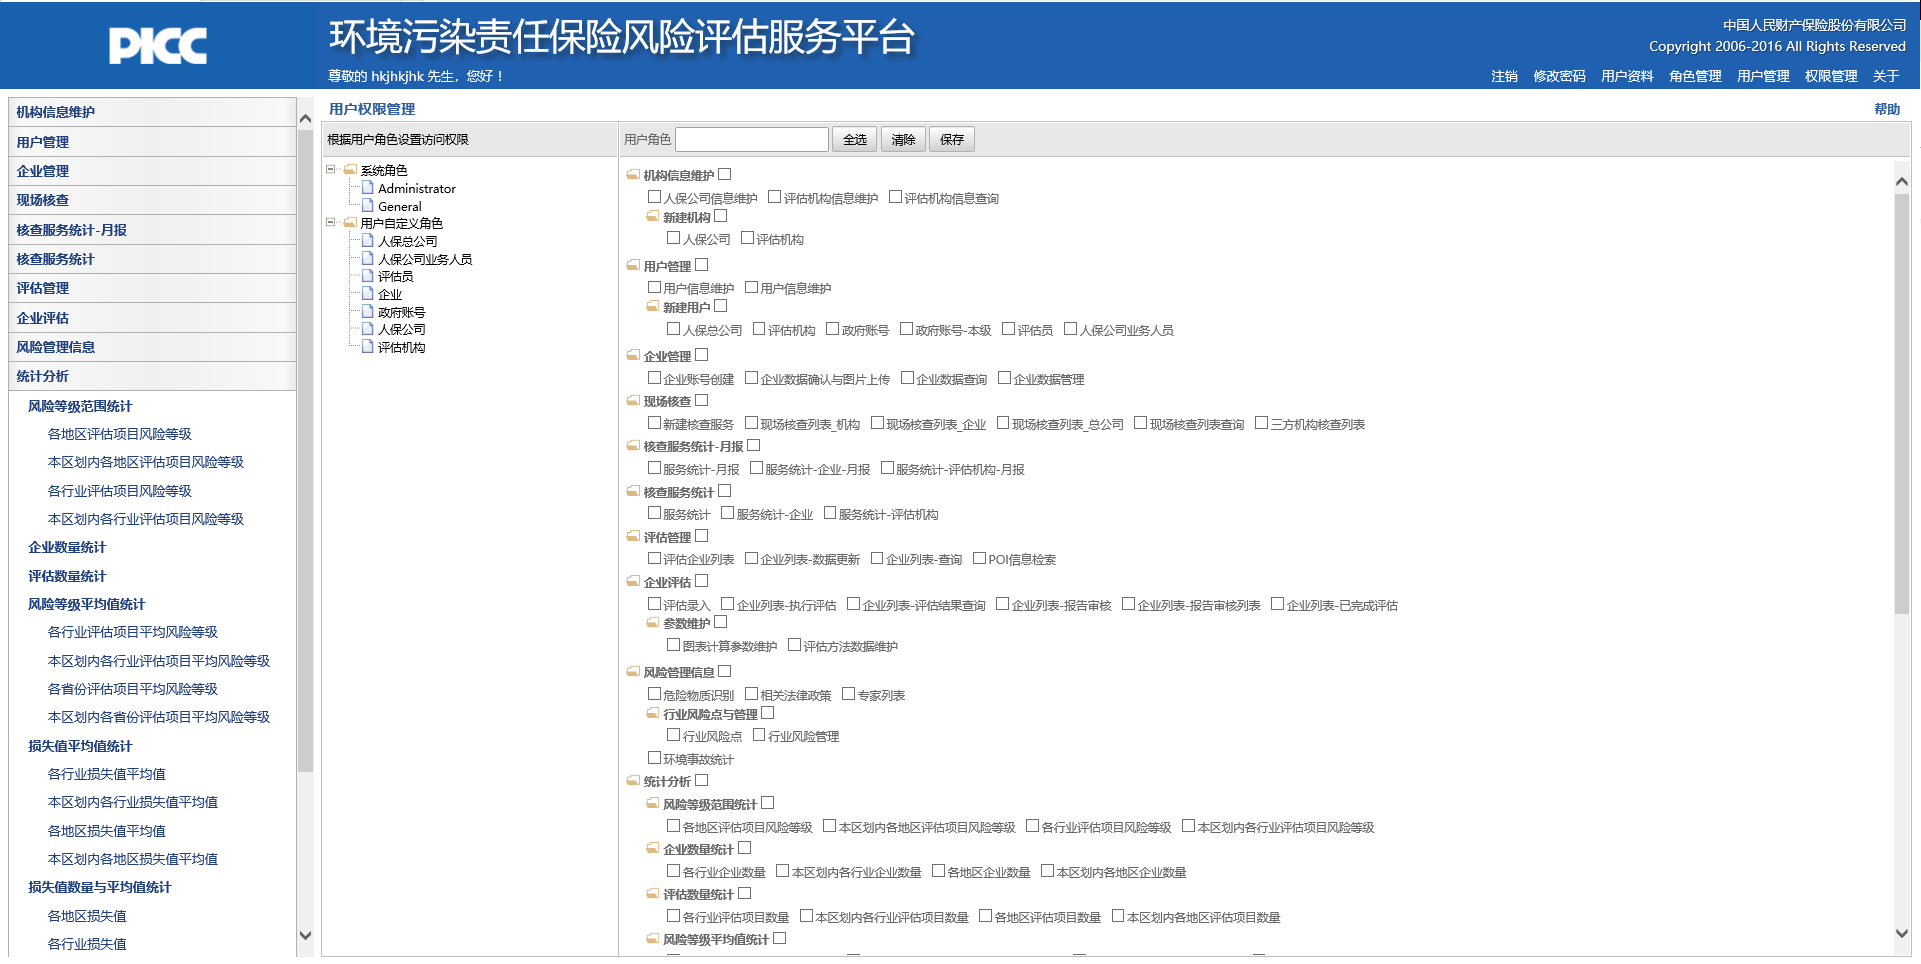 PICC
环境污染责任保险风险评估服务平台
尊敬的 hkjhkjhk 先生，您好！
中国人民财产保险股份有限公司
Copyright 2006-2016 All Rights Reserved
注销 修改密码 用户资料 角色管理 用户管理 权限管理 关于
机构信息维护
用户管理
企业管理
现场核查
核查服务统计-月报
核查服务统计
评估管理
企业评估
风险管理信息
统计分析
风险等级范围统计
各地区评估项目风险等级
本区划内各地区评估项目风险等级
各行业评估项目风险等级
本区划内各行业评估项目风险等级
企业数量统计
评估数量统计
风险等级平均值统计
各行业评估项目平均风险等级
本区划内各行业评估项目平均风险等级
各省份评估项目平均风险等级
本区划内各省份评估项目平均风险等级
损失值平均值统计
各行业损失值平均值
本区划内各行业损失值平均值
各地区损失值平均值
本区划内各地区损失值平均值
损失值数量与平均值统计
各地区损失值
各行业损失值
用户权限管理
帮助
根据用户角色设置访问权限
系统角色
Administrator
General
用户自定义角色
人保总公司
人保公司业务人员
评估员
企业
政府账号
人保公司
评估机构
用户角色 全选 清除 保存
机构信息维护
人保公司信息维护 评估机构信息维护 评估机构信息查询
新建机构
人保公司 评估机构
用户管理
用户信息维护 用户信息维护
新建用户
人保总公司 评估机构 政府账号 政府账号-本级 评估员 人保公司业务人员
企业管理
企业账号创建 企业数据确认与图片上传 企业数据查询 企业数据管理
现场核查
新建核查服务 现场核查列表_机构 现场核查列表_企业 现场核查列表_总公司 现场核查列表查询 三方机构核查列表
核查服务统计-月报
服务统计-月报 服务统计-企业-月报 服务统计-评估机构-月报
核查服务统计
服务统计 服务统计-企业 服务统计-评估机构
评估管理
评估企业列表 企业列表-数据更新 企业列表-查询 POI信息检索
企业评估
评估录入 企业列表-执行评估 企业列表-评估结果查询 企业列表-报告审核 企业列表-报告审核列表 企业列表-已完成评估
参数维护
图表计算参数维护 评估方法数据维护
风险管理信息
危险物质识别 相关法律政策 专家列表
行业风险点与管理
行业风险点 行业风险管理
环境事故统计
统计分析
风险等级范围统计
各地区评估项目风险等级 本区划内各地区评估项目风险等级 各行业评估项目风险等级 本区划内各行业评估项目风险等级
企业数量统计
各行业企业数量 本区划内各行业企业数量 各地区企业数量 本区划内各地区企业数量
评估数量统计
各行业评估项目数量 本区划内各行业评估项目数量 各地区评估项目数量 本区划内各地区评估项目数量
风险等级平均值统计